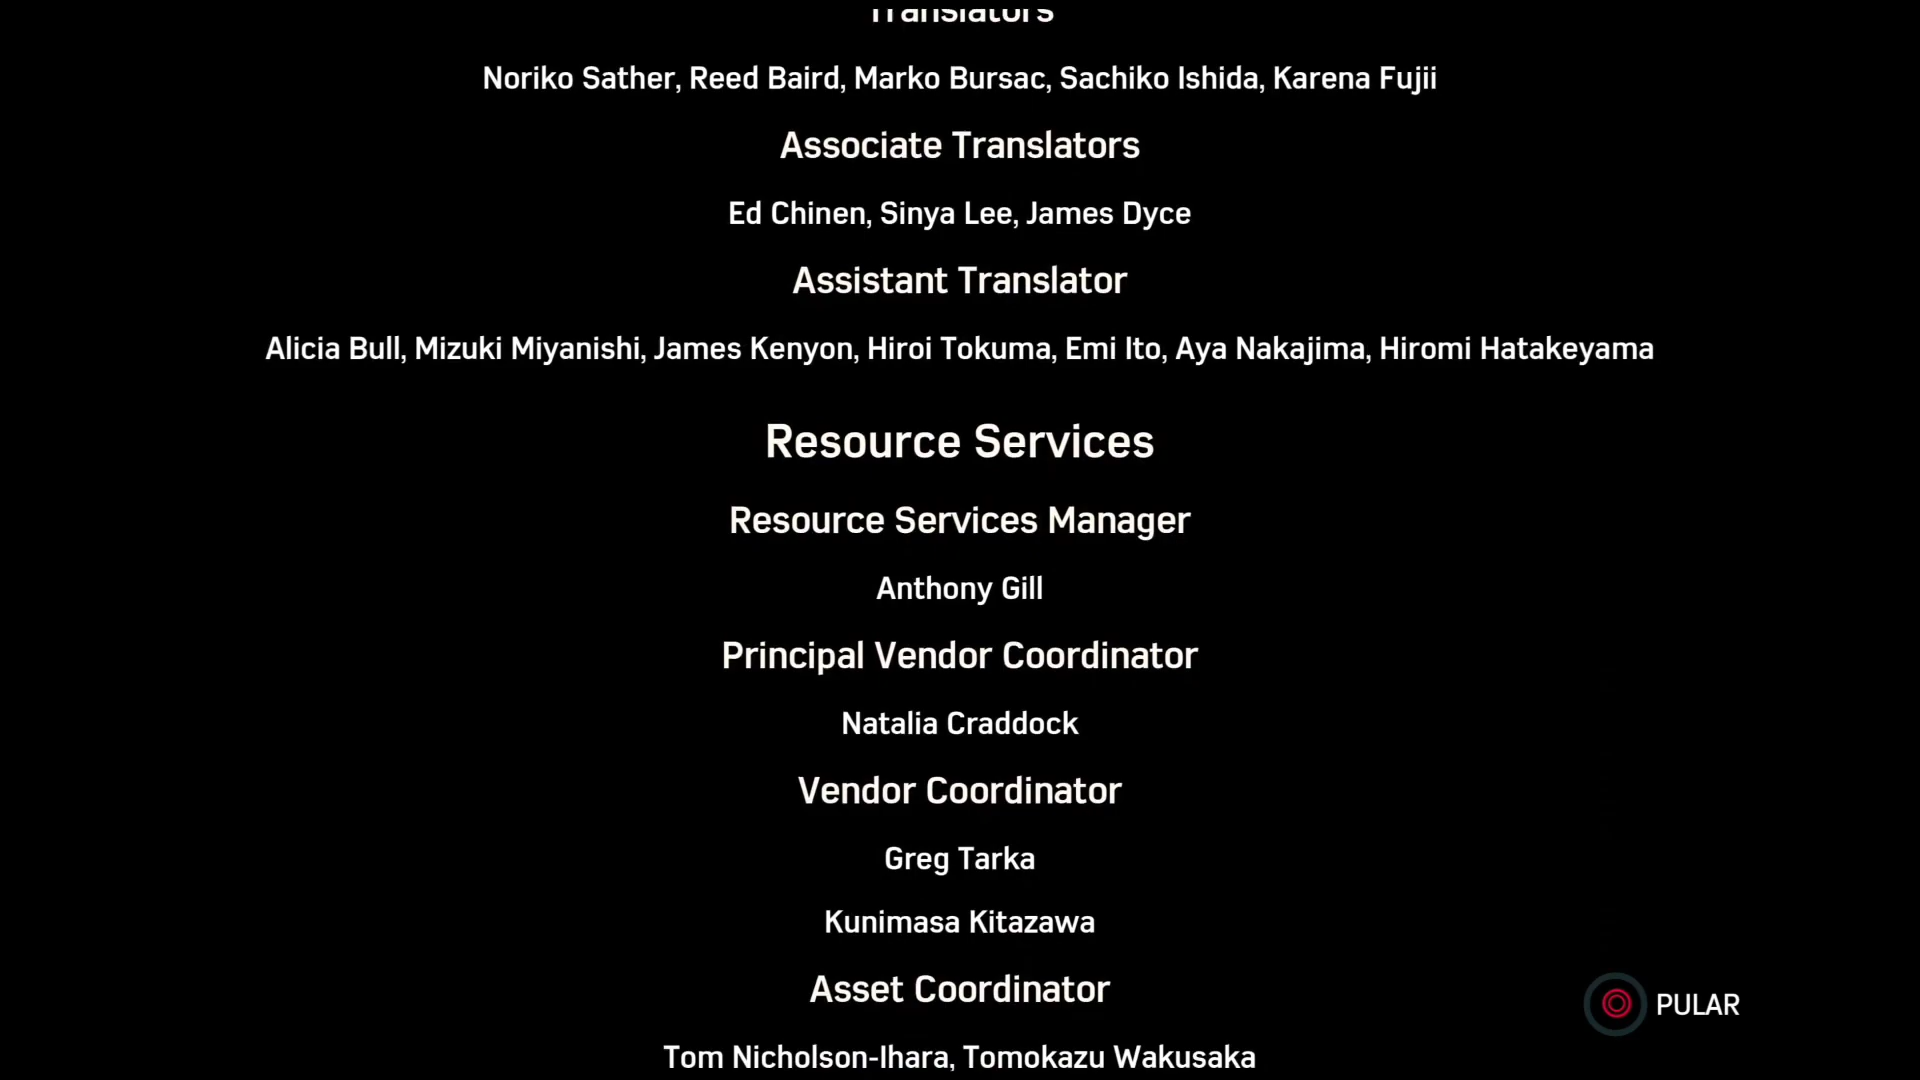 Translators
Noriko Sather, Reed Baird, Marko Bursac, Sachiko Ishida, Karena Fujii
Associate Translators
Ed Chinen, Sinya Lee, James Dyce
Assistant Translator
Alicia Bull, Mizuki Miyanishi, James Kenyon, Hiroi Tokuma, Emi Ito, Aya Nakajima, Hiromi Hatakeyama
Resource Services
Resource Services Manager
Anthony Gill
Principal Vendor Coordinator
Natalia Craddock
Vendor Coordinator
Greg Tarka
Kunimasa Kitazawa
Asset Coordinator
PULAR
Tom Nicholson-Ihara, Tomokazu Wakusaka